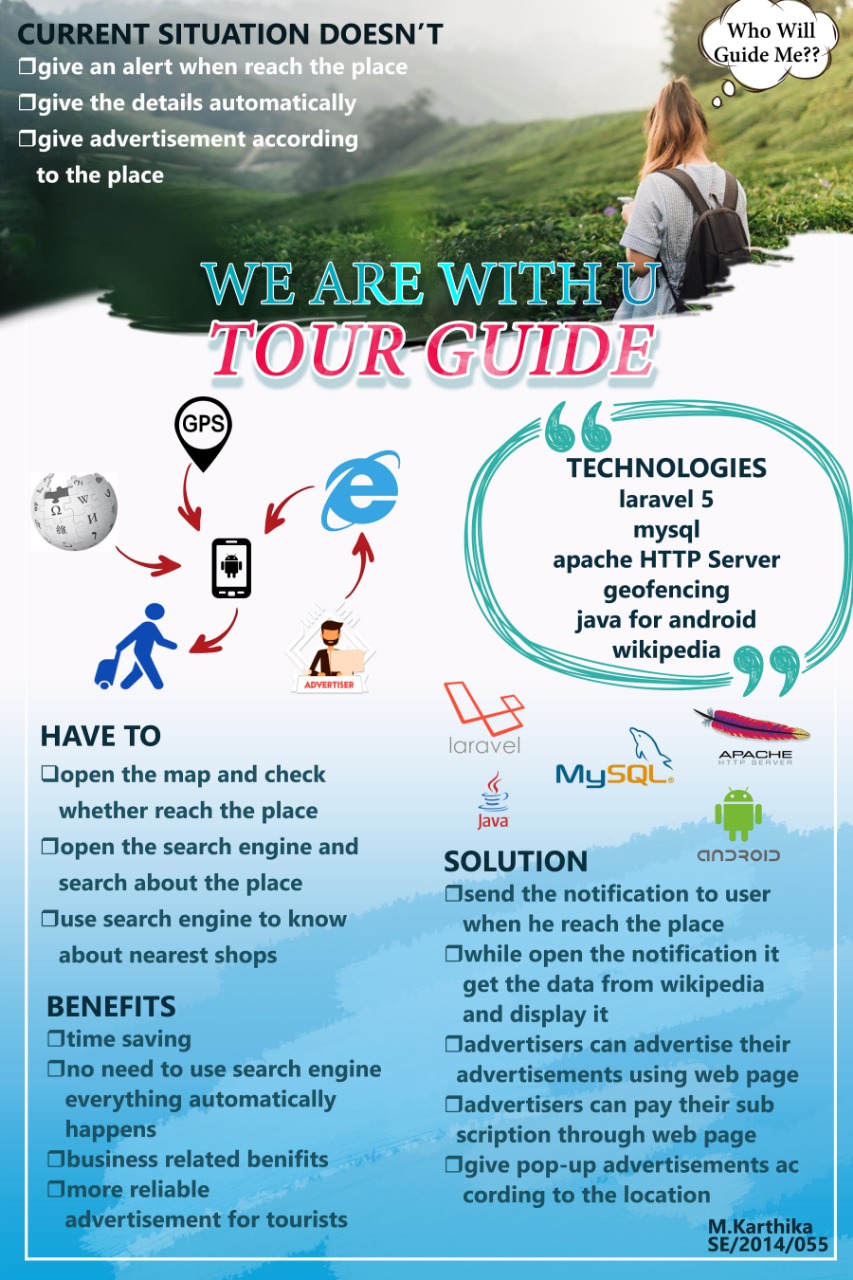 CURRENT SITUATION DOESN'T
❒give an alert when reach the place
❒give the details automatically
❒give advertisement according
to the place
Who Will
Guide Me??
WE ARE WITH U
TOUR GUIDE
GPS
Ω W
И
ADVERTISER
TECHNOLOGIES
laravel 5
mysql
apache HTTP Server
geofencing
java for android
wikipedia
laravel
MySQL®
APACHE
HTTP SERVER
Java
ANDROID
HAVE TO
❒open the map and check
whether reach the place
❒open the search engine and
search about the place
❒use search engine to know
about nearest shops
BENEFITS
❒time saving
❒no need to use search engine
everything automatically
happens
❒business related benifits
❒more reliable
advertisement for tourists
SOLUTION
❒send the notification to user
when he reach the place
❒while open the notification it
get the data from wikipedia
and display it
❒advertisers can advertise their
advertisements using web page
❒advertisers can pay their sub
scription through web page
❒give pop-up advertisements ac
cording to the location
M.Karthika
SE/2014/055